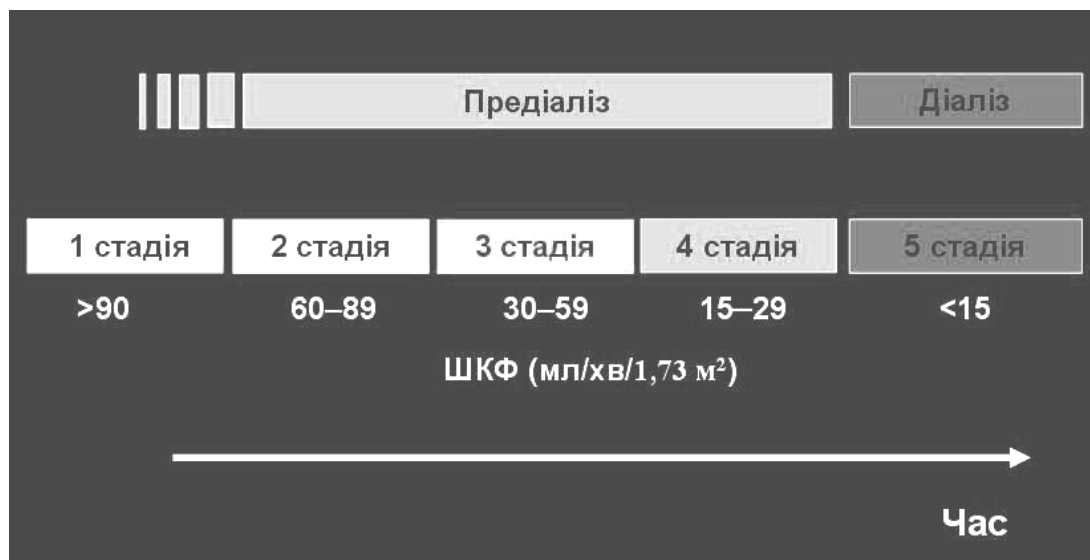 Предіаліз Діаліз
1 стадія 2 стадія 3 стадія 4 стадія 5 стадія
>90 60–89 30–59 15–29 <15
ШКФ (мл/хв/1,73 м²)
Час